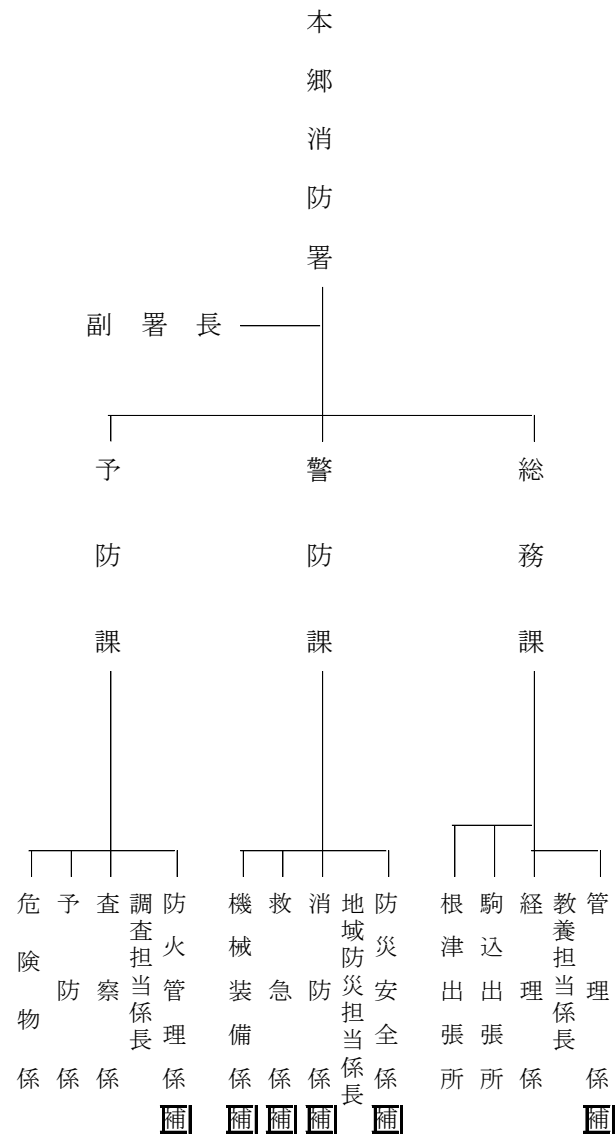 本郷消防署
副署長
総務課
警防課
予防課
管理係 補
教養担当係長
経理係
駒込出張所
根津出張所
防災安全係 補
地域防災担当係長
消防係 補
救急係 補
機械装備係 補
防火管理係 補
調査担当係長
査察係
予防係
危険物係